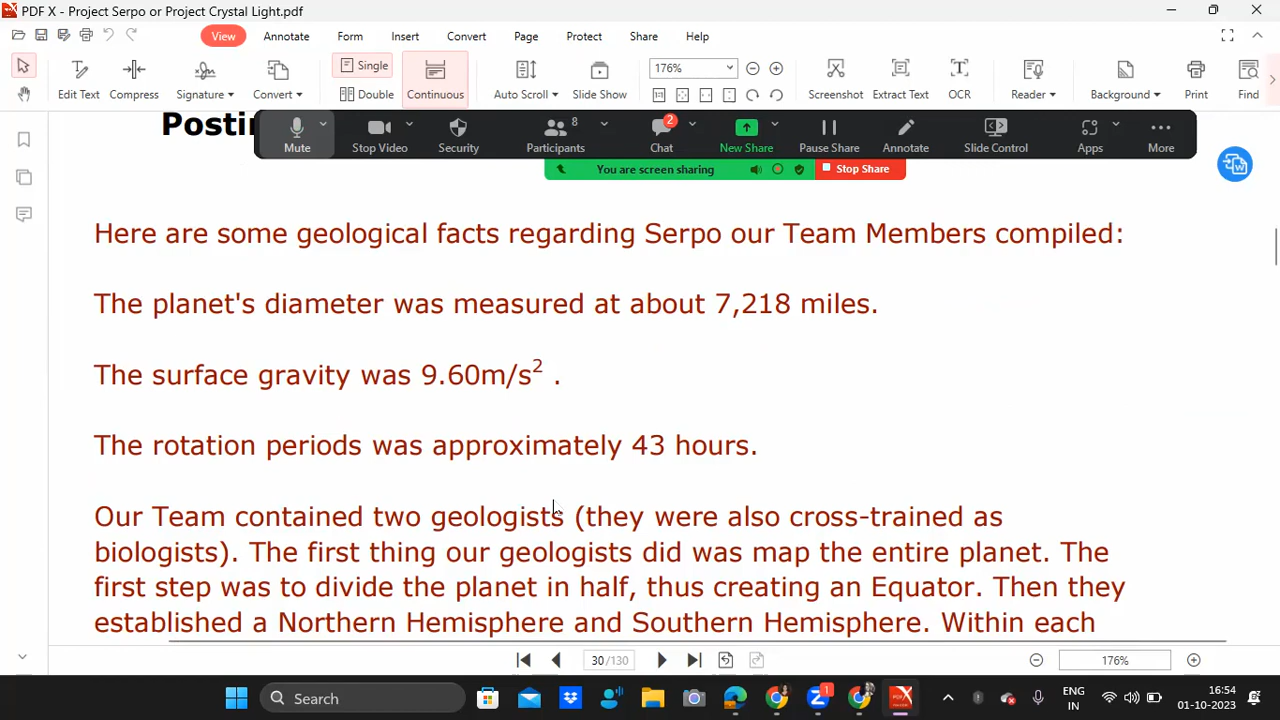 PDF X - Project Serpo or Project Crystal Light.pdf
View Annotate Form Insert Convert Page Protect Share Help
Edit Text Compress Signature Convert Single Double Continuous Auto Scroll Slide Show 176% Screenshot Extract Text OCR Reader Background Print Find
Mute Stop Video Security Participants 8 Chat 2 New Share Pause Share Annotate Slide Control Apps More
You are screen sharing Stop Share
Here are some geological facts regarding Serpo our Team Members compiled:
The planet's diameter was measured at about 7,218 miles.
The surface gravity was 9.60m/s² .
The rotation periods was approximately 43 hours.
Our Team contained two geologists (they were also cross-trained as
biologists). The first thing our geologists did was map the entire planet. The
first step was to divide the planet in half, thus creating an Equator. Then they
established a Northern Hemisphere and Southern Hemisphere. Within each
30/130 176%
Search 1 ENG IN 16:54 01-10-2023